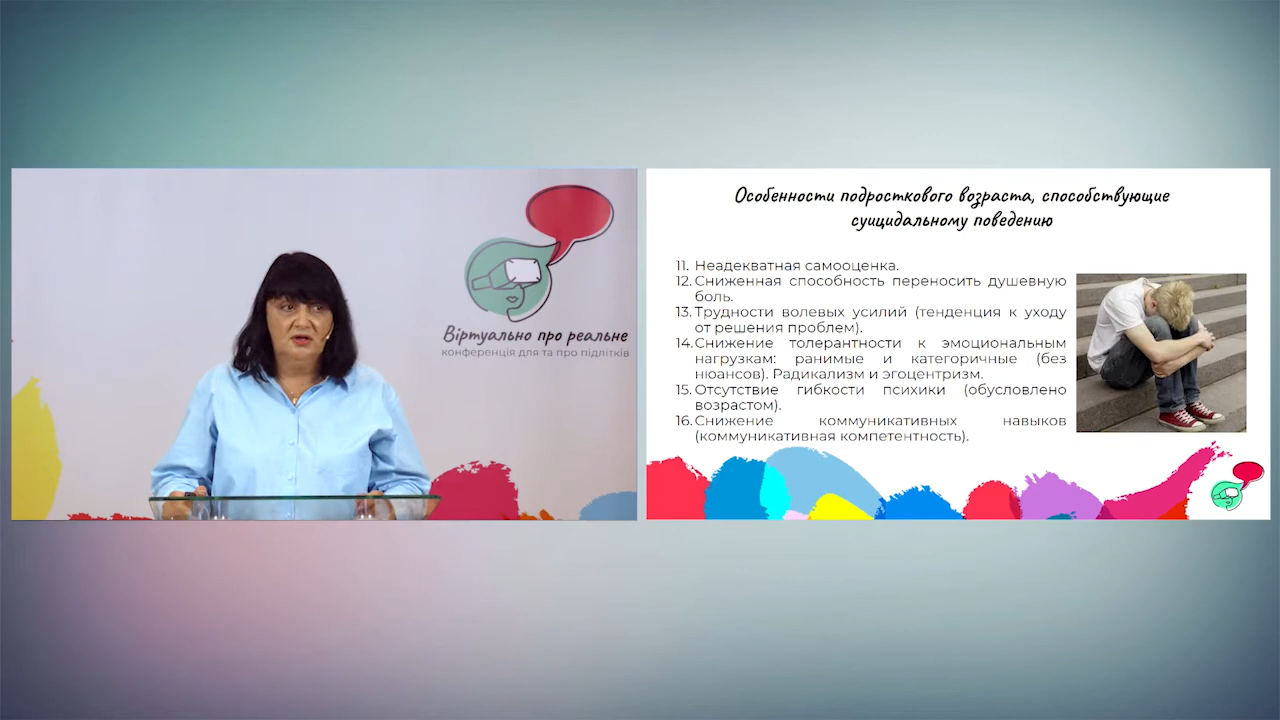 Віртуально про реальне
конференція для та про підлітків
Особенности подросткового возраста, способствующие
суицидальному поведению
11. Неадекватная самооценка.
12. Сниженная способность переносить душевную
боль.
13. Трудности волевых усилий (тенденция к уходу
от решения проблем).
14. Снижение толерантности к эмоциональным
нагрузкам: ранимые и категоричные (без
нюансов). Радикализм и эгоцентризм.
15. Отсутствие гибкости психики (обусловлено
возрастом).
16. Снижение коммуникативных навыков
(коммуникативная компетентность).